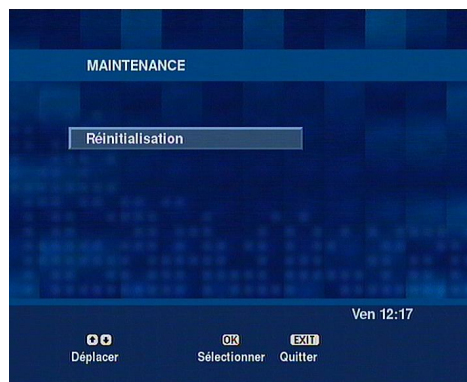 MAINTENANCE
Réinitialisation
Ven 12:17
OK EXIT
Déplacer Sélectionner Quitter